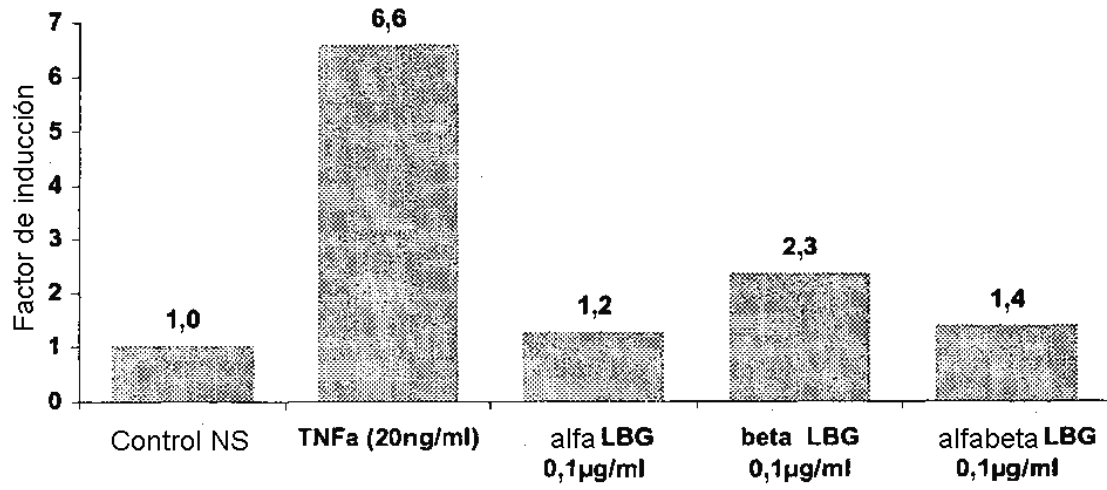 Factor de inducción
7
6
5
4
3
2
1
0
1,0
6,6
1,2
2,3
1,4
Control NS
TNFa (20ng/ml)
alfa LBG
0,1µg/ml
beta LBG
0,1µg/ml
alfabeta LBG
0,1µg/ml